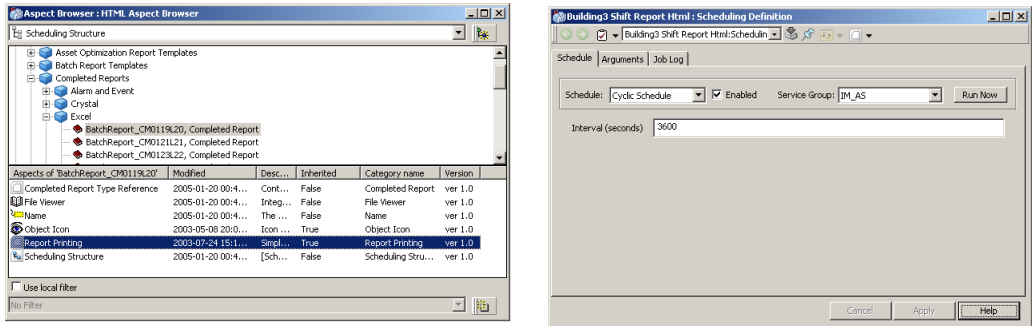 Aspect Browser : HTML Aspect Browser
Scheduling Structure
Asset Optimization Report Templates
Batch Report Templates
Completed Reports
Alarm and Event
Crystal
Excel
BatchReport_CM0119L20, Completed Report
BatchReport_CM0121L21, Completed Report
BatchReport_CM0123L22, Completed Report
Aspects of 'BatchReport_CM0119L20' Modified Desc... Inherited Category name Version
Completed Report Type Reference 2005-01-20 00:4... Cont... False Completed Report ver 1.0
File Viewer 2005-01-20 00:4... Integ... False File Viewer ver 1.0
Name 2005-01-20 00:4... The ... False Name ver 1.0
Object Icon 2003-05-08 20:0... Icon ... True Object Icon ver 1.0
Report Printing 2003-07-24 15:1... Simpl... True Report Printing ver 1.0
Scheduling Structure 2005-01-20 00:4... [Sch... False Scheduling Stru... ver 1.0
Use local filter
No Filter
Building3 Shift Report Html : Scheduling Definition
Building3 Shift Report Html:Schedulin
Schedule Arguments Job Log
Schedule: Cyclic Schedule Enabled Service Group: IM_AS Run Now
Interval (seconds) 3600
Cancel Apply Help